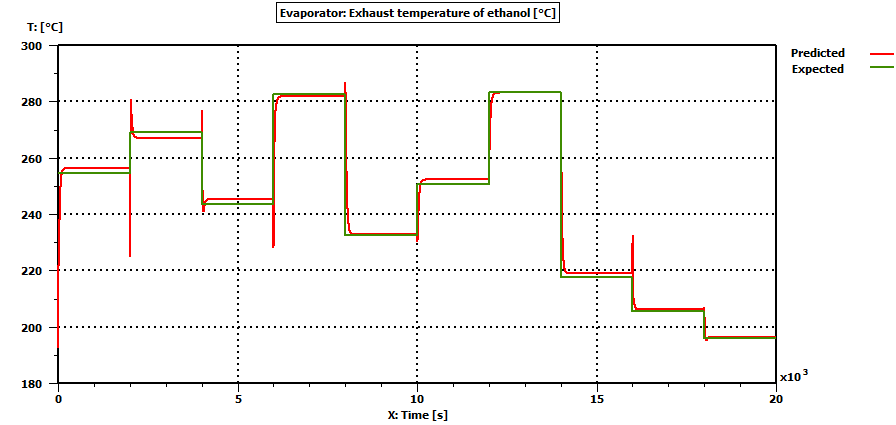 Evaporator: Exhaust temperature of ethanol [°C]
T: [°C]
300
280
260
240
220
200
180
Predicted
Expected
0
5
10
15
20
x10³
X: Time [s]